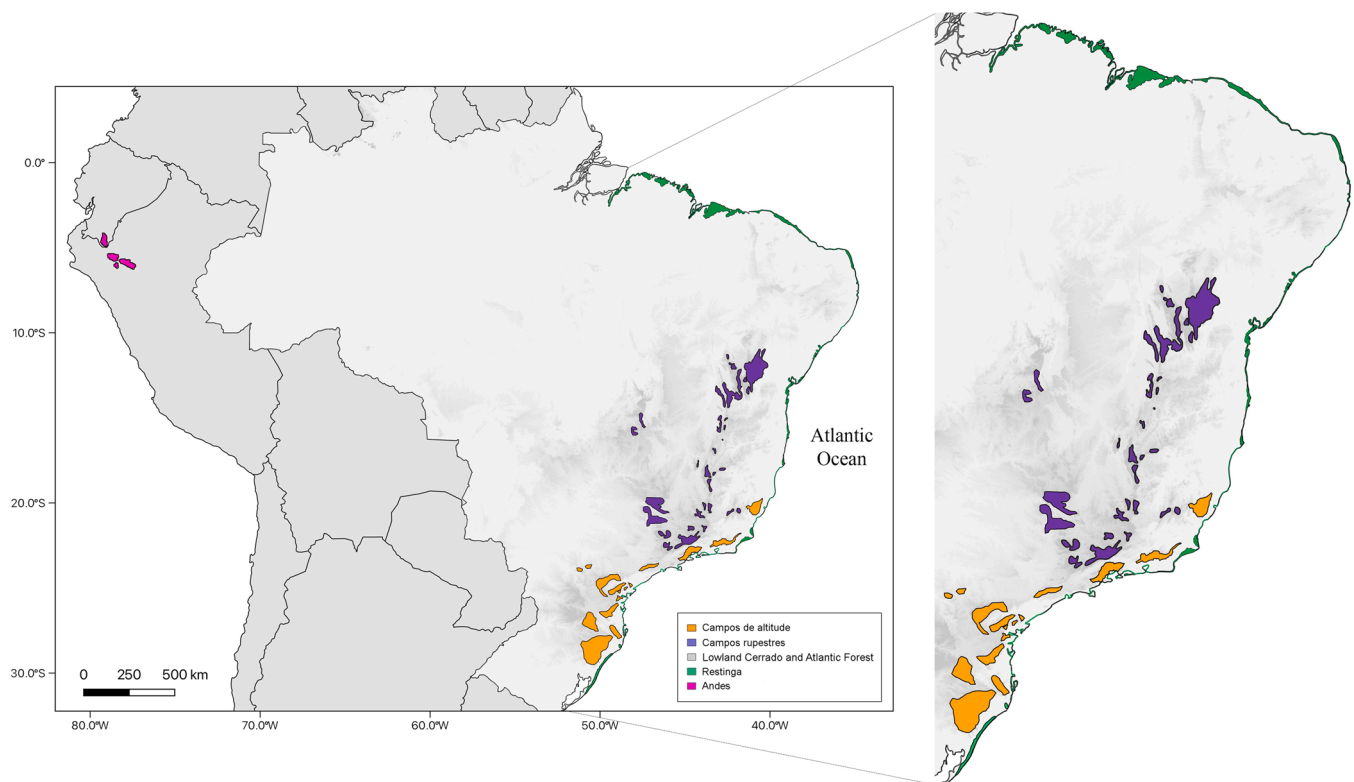 0.0°
10.0°S
20.0°S
30.0°S
Atlantic
Ocean
Campos de altitude
Campos rupestres
Lowland Cerrado and Atlantic Forest
Restinga
Andes
0 250 500 km
80.0°W 70.0°W 60.0°W 50.0°W 40.0°W